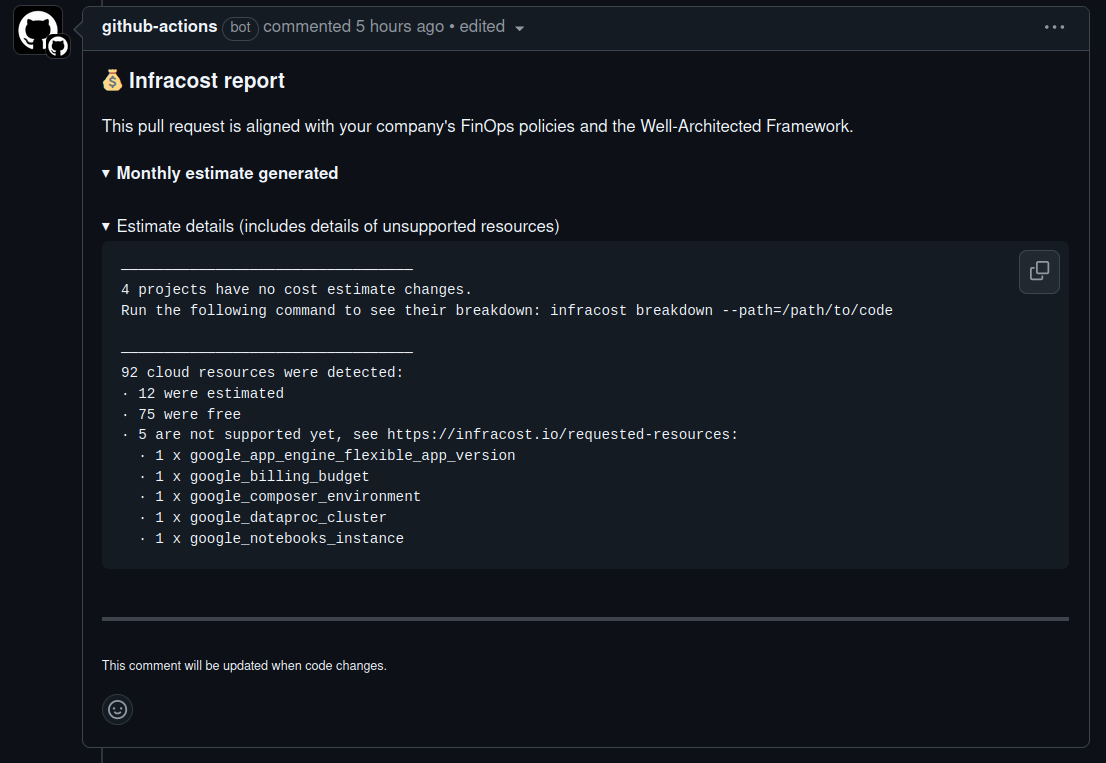 github-actions bot commented 5 hours ago • edited
💰 Infracost report
This pull request is aligned with your company's FinOps policies and the Well-Architected Framework.
▾ Monthly estimate generated
▾ Estimate details (includes details of unsupported resources)
──────────────────────────────────
4 projects have no cost estimate changes.
Run the following command to see their breakdown: infracost breakdown --path=/path/to/code
──────────────────────────────────
92 cloud resources were detected:
∙ 12 were estimated
∙ 75 were free
∙ 5 are not supported yet, see https://infracost.io/requested-resources:
∙ 1 x google_app_engine_flexible_app_version
∙ 1 x google_billing_budget
∙ 1 x google_composer_environment
∙ 1 x google_dataproc_cluster
∙ 1 x google_notebooks_instance
This comment will be updated when code changes.